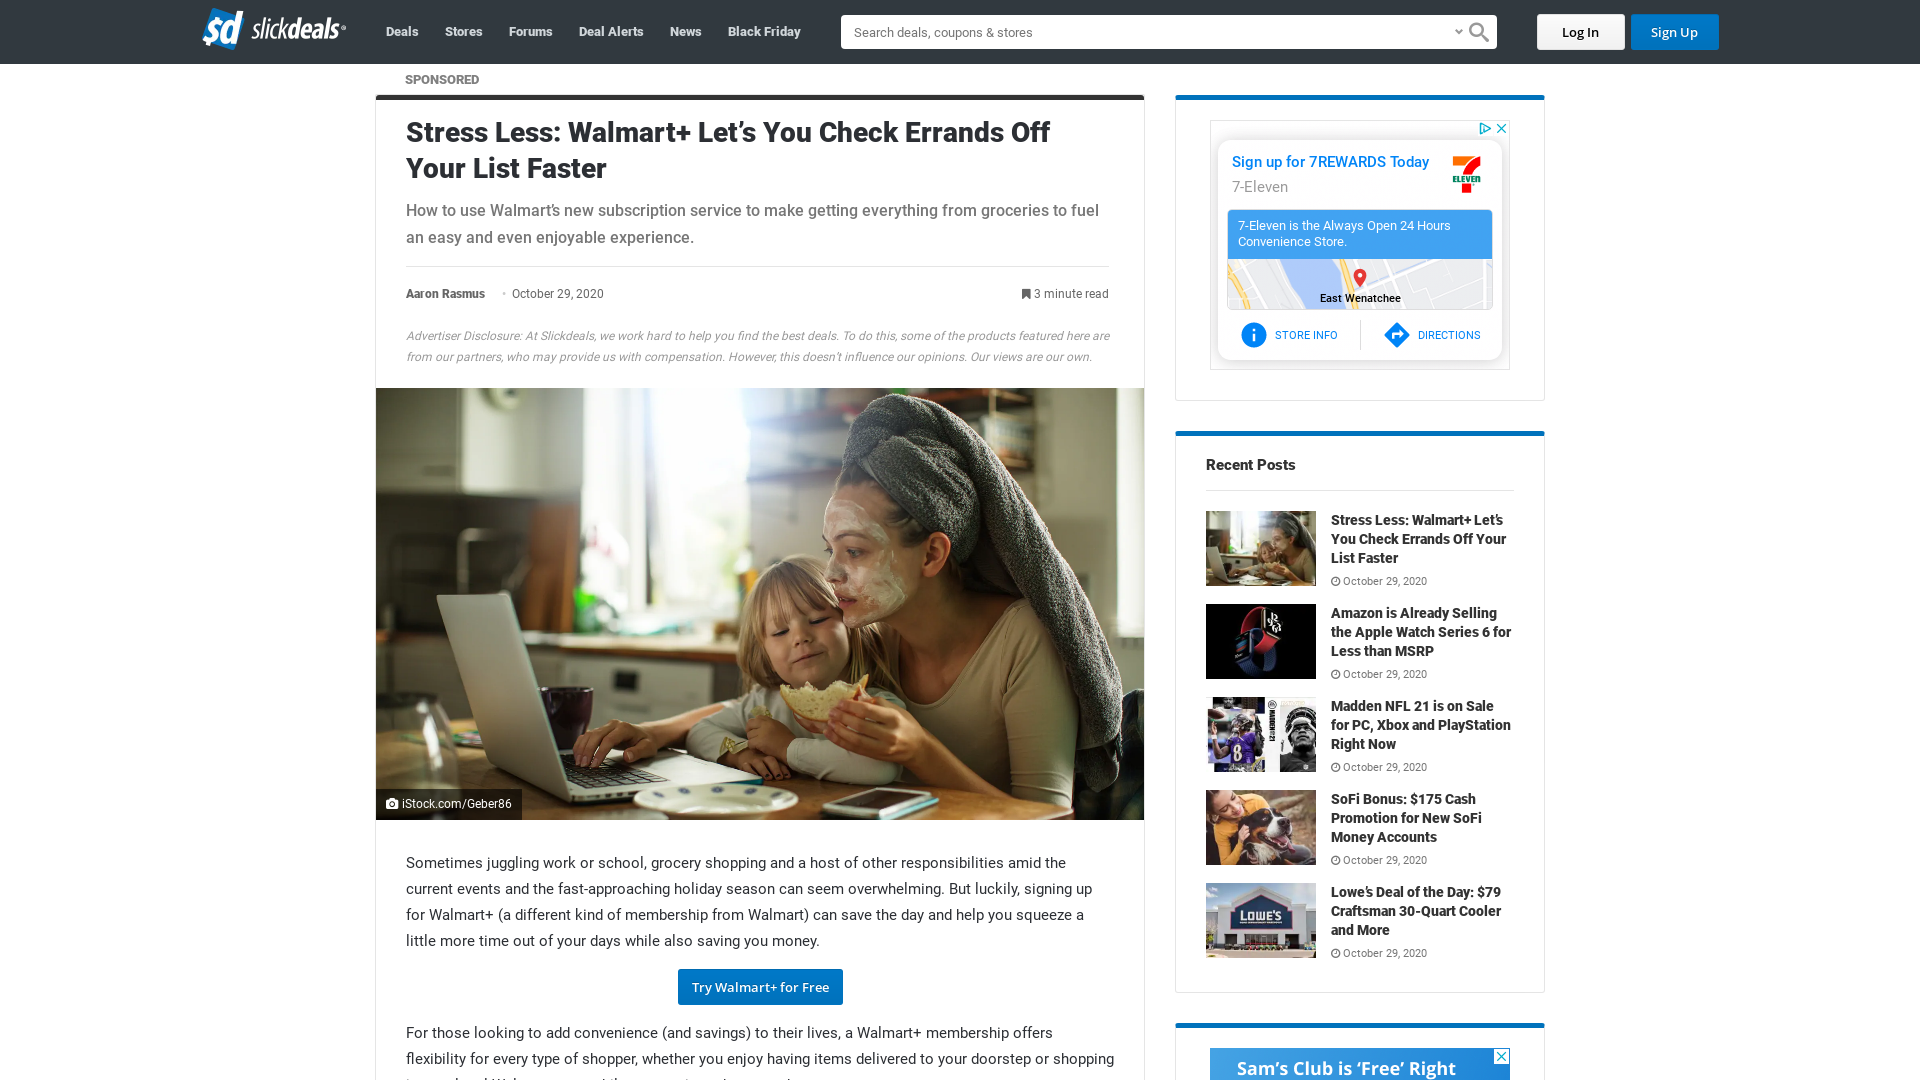 sd slickdeals
Deals
Stores
Forums
Deal Alerts
News
Black Friday
Search deals, coupons & stores
Log In
Sign Up
SPONSORED
Stress Less: Walmart+ Let’s You Check Errands Off
Your List Faster
How to use Walmart’s new subscription service to make getting everything from groceries to fuel
an easy and even enjoyable experience.
Aaron Rasmus • October 29, 2020
3 minute read
Advertiser Disclosure: At Slickdeals, we work hard to help you find the best deals. To do this, some of the products featured here are
from our partners, who may provide us with compensation. However, this doesn’t influence our opinions. Our views are our own.
iStock.com/Geber86
Sometimes juggling work or school, grocery shopping and a host of other responsibilities amid the
current events and the fast-approaching holiday season can seem overwhelming. But luckily, signing up
for Walmart+ (a different kind of membership from Walmart) can save the day and help you squeeze a
little more time out of your days while also saving you money.
Try Walmart+ for Free
For those looking to add convenience (and savings) to their lives, a Walmart+ membership offers
flexibility for every type of shopper, whether you enjoy having items delivered to your doorstep or shopping
Sign up for 7REWARDS Today
7-Eleven
ELEVEN
7-Eleven is the Always Open 24 Hours
Convenience Store.
East Wenatchee
STORE INFO
DIRECTIONS
Recent Posts
Stress Less: Walmart+ Let’s
You Check Errands Off Your
List Faster
October 29, 2020
Amazon is Already Selling
the Apple Watch Series 6 for
Less than MSRP
October 29, 2020
Madden NFL 21 is on Sale
for PC, Xbox and PlayStation
Right Now
October 29, 2020
SoFi Bonus: $175 Cash
Promotion for New SoFi
Money Accounts
October 29, 2020
LOWE'S
Lowe’s Deal of the Day: $79
Craftsman 30-Quart Cooler
and More
October 29, 2020
Sam’s Club is ‘Free’ Right